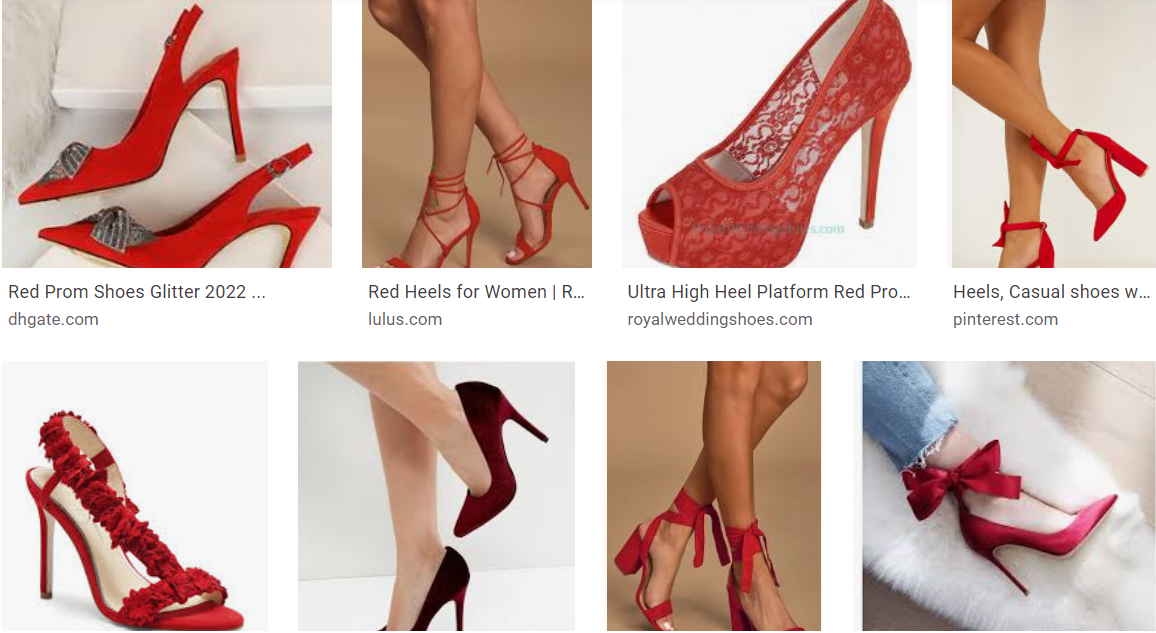 Red Prom Shoes Glitter 2022 ...
dhgate.com
Red Heels for Women | R...
lulus.com
Ultra High Heel Platform Red Pro...
royalweddingshoes.com
Heels, Casual shoes w...
pinterest.com